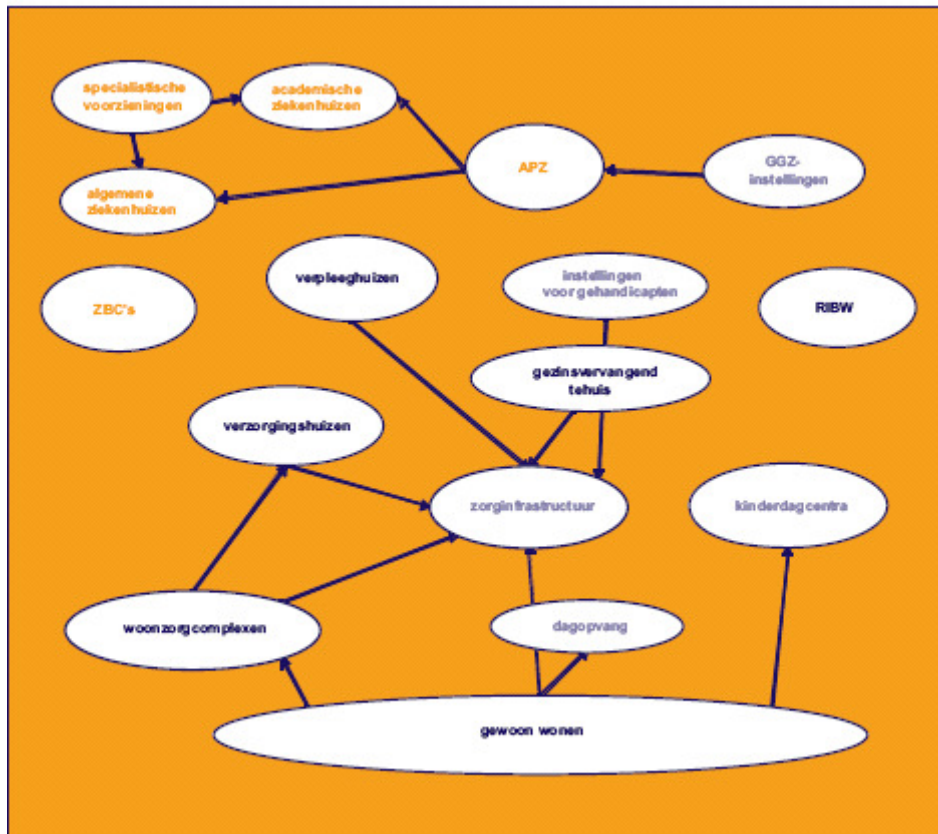 specialistische
voorzieningen
academische
ziekenhuizen
APZ
GGZ-
instelllingen
algemene
ziekenhuizen
verpleeghuizen
instellingen
voor gehandicapten
ZBC's
RIBW
gezinsvervangend
tehuis
verzorgingshuizen
zorginfrastructuur
kinderdagcentra
woonzorgcomplexen
dagopvang
gewoon wonen